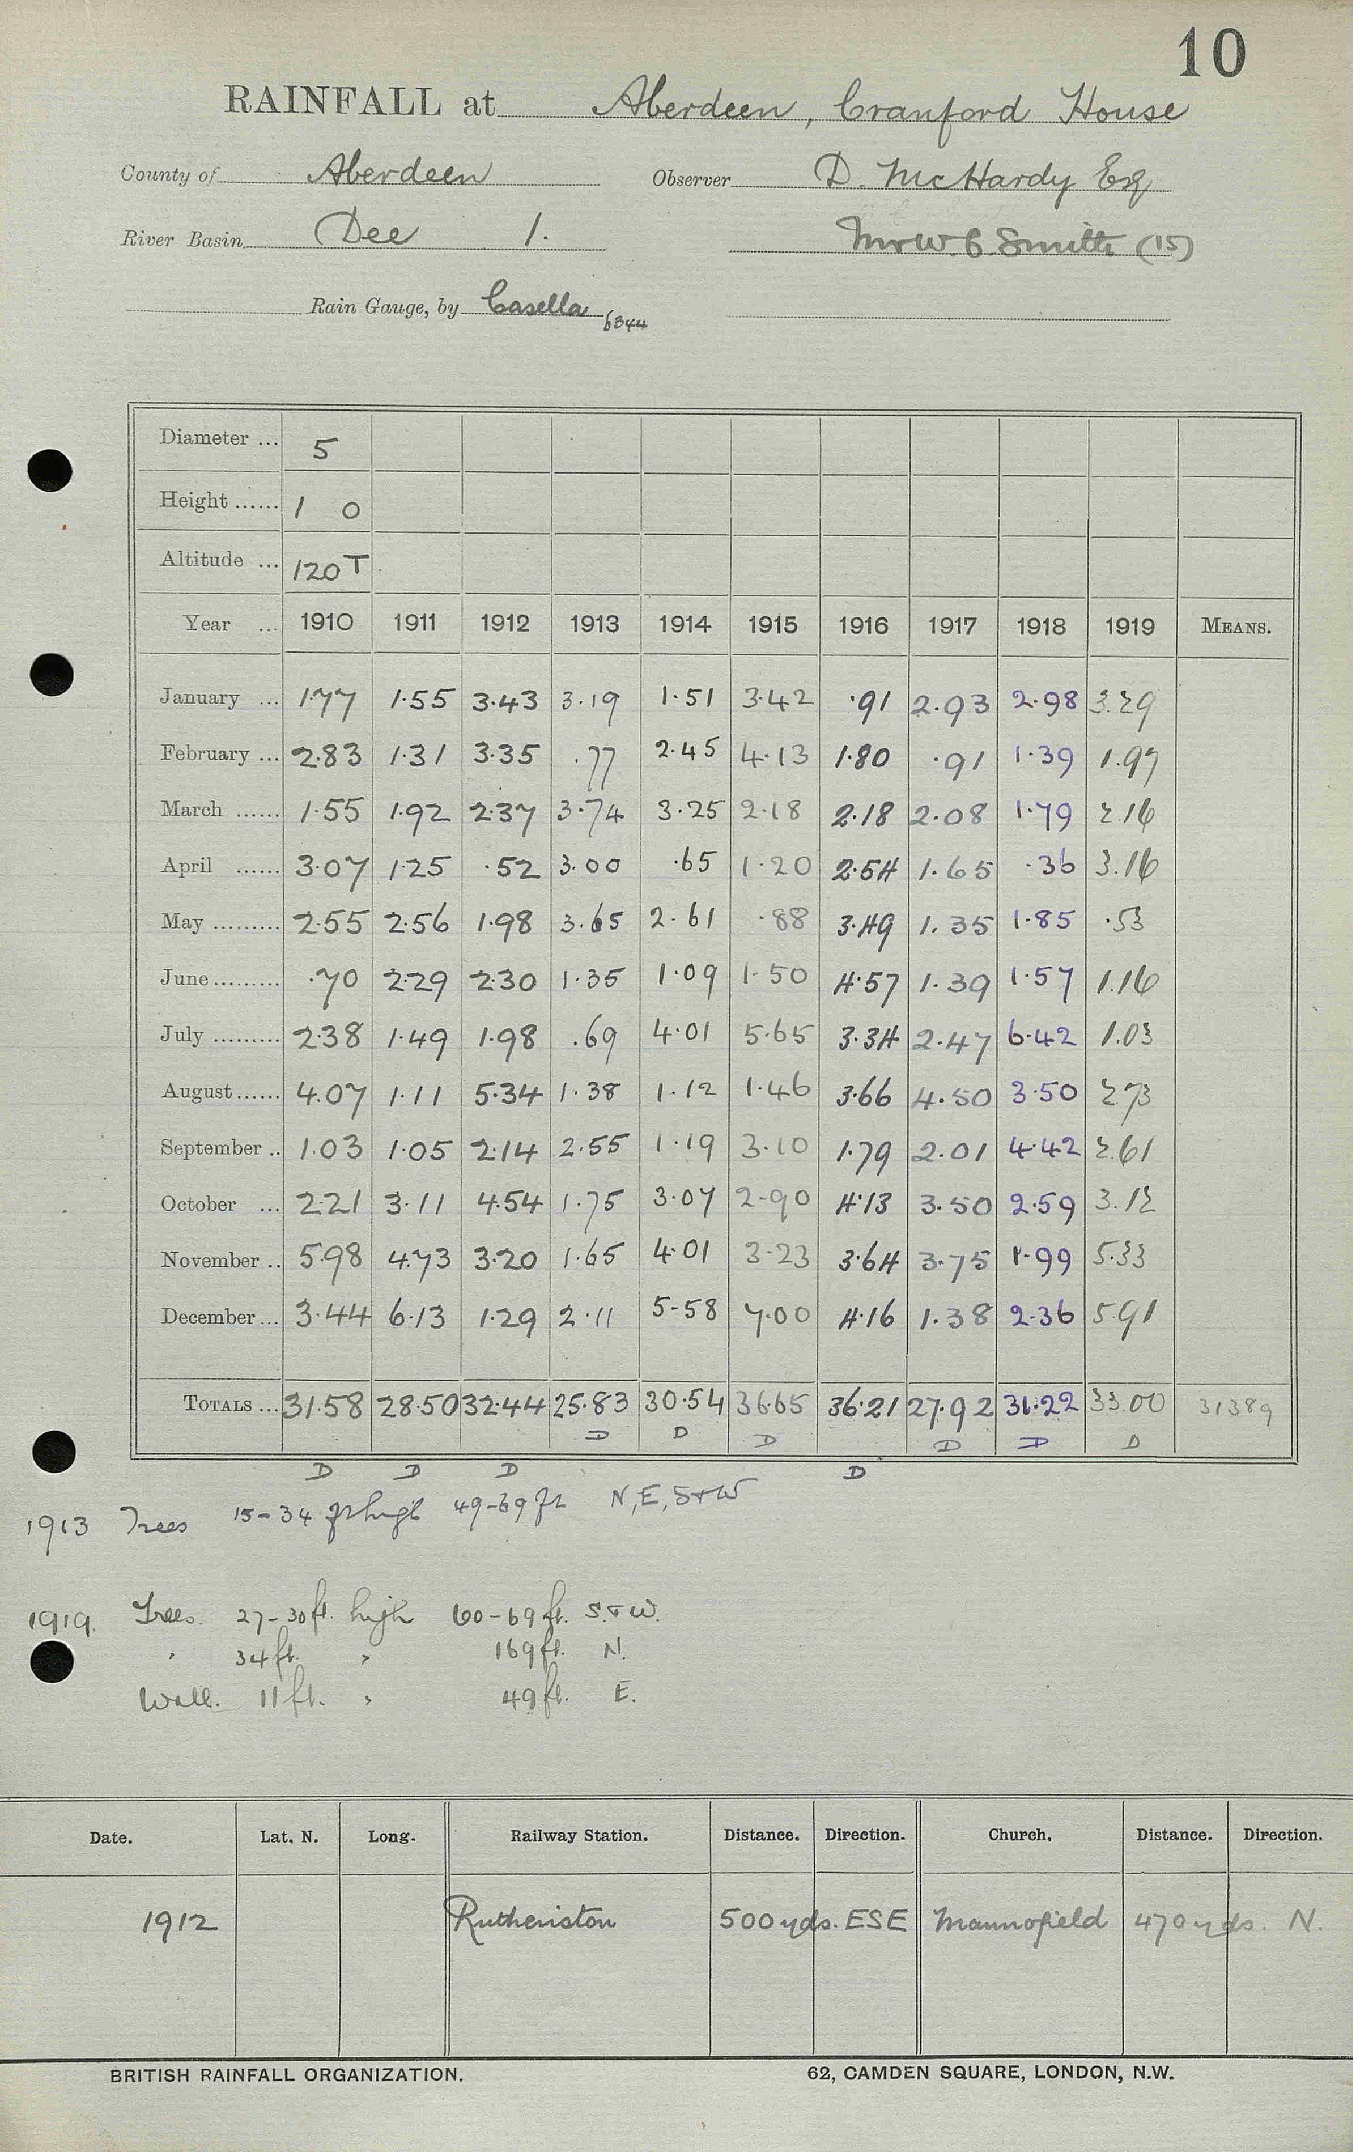 10
RAINFALL at Aberdeen, Cranford House
County of Aberdeen Observer D. McHardy Esq
River Basin Dee 1. Mr W. C. Smith (15)
Rain Gauge, by Casella 6344
Diameter ... 5
Height ...... 1 0
Altitude ... 120 T
Year ... 1910 1911 1912 1913 1914 1915 1916 1917 1918 1919 MEANS.
January ... 1.77 1.55 3.43 3.19 1.51 3.42 .91 2.93 2.98 3.29
February ... 2.83 1.31 3.35 .77 2.45 4.13 1.80 .91 1.39 1.97
March ...... 1.55 1.92 2.37 3.74 3.25 2.18 2.18 2.08 1.79 2.16
April ...... 3.07 1.25 .52 3.00 .65 1.20 2.54 1.65 .36 3.16
May ......... 2.55 2.56 1.98 3.65 2.61 .88 3.49 1.35 1.85 .53
June ......... .70 2.29 2.30 1.35 1.09 1.50 4.57 1.39 1.57 1.16
July ......... 2.38 1.49 1.98 .69 4.01 5.65 3.34 2.47 6.42 1.03
August ...... 4.07 1.11 5.34 1.38 1.12 1.46 3.66 4.50 3.50 2.73
September .. 1.03 1.05 2.14 2.55 1.19 3.10 1.79 2.01 4.42 2.61
October ... 2.21 3.11 4.54 1.75 3.07 2.90 4.13 3.50 2.59 3.12
November .. 5.98 4.73 3.20 1.65 4.01 3.23 3.64 3.75 1.99 5.33
December ... 3.44 6.13 1.29 2.11 5.58 7.00 4.16 1.38 2.36 5.91
TOTALS ... 31.58 28.50 32.44 25.83 30.54 36.65 36.21 27.92 31.22 33.00 31389
D D D D D D
D D D D
1913 Trees 15-34 ft high 49-69 ft N, E, S+W
1919. Trees. 27-30 ft. high 60-69 ft. S.+W.
" 34 ft. " 169 ft. N.
Wall. 11 ft. " 49 ft. E.
Date. Lat. N. Long. Railway Station. Distance. Direction. Church. Distance. Direction.
1912 Ruthenston 500 yds. ESE Mannofield 470 yds. N.
BRITISH RAINFALL ORGANIZATION. 62, CAMDEN SQUARE, LONDON, N.W.